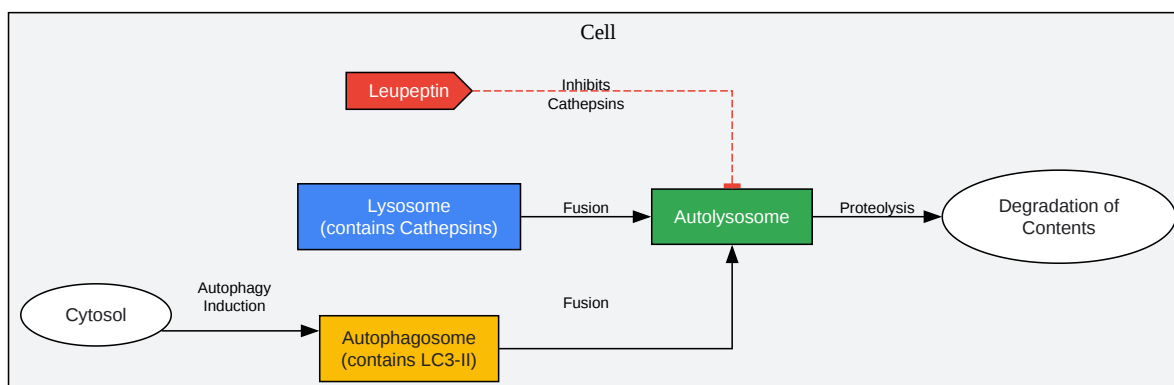 Cell
Leupeptin
Inhibits
Cathepsins
Lysosome
(contains Cathepsins)
Fusion
Autolysosome
Proteolysis
Degradation of
Contents
Cytosol
Autophagy
Induction
Autophagosome
(contains LC3-II)
Fusion